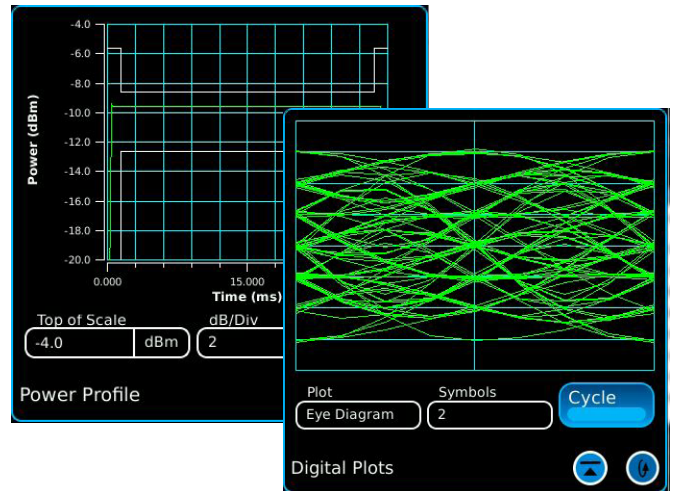 -4.0
-6.0
-8.0
-10.0
-12.0
-14.0
-16.0
-18.0
-20.0
Power (dBm)
0.000 15.000
Time (ms)
Top of Scale dB/Div
-4.0 dBm 2
Power Profile
Plot Symbols
Eye Diagram 2
Cycle
Digital Plots